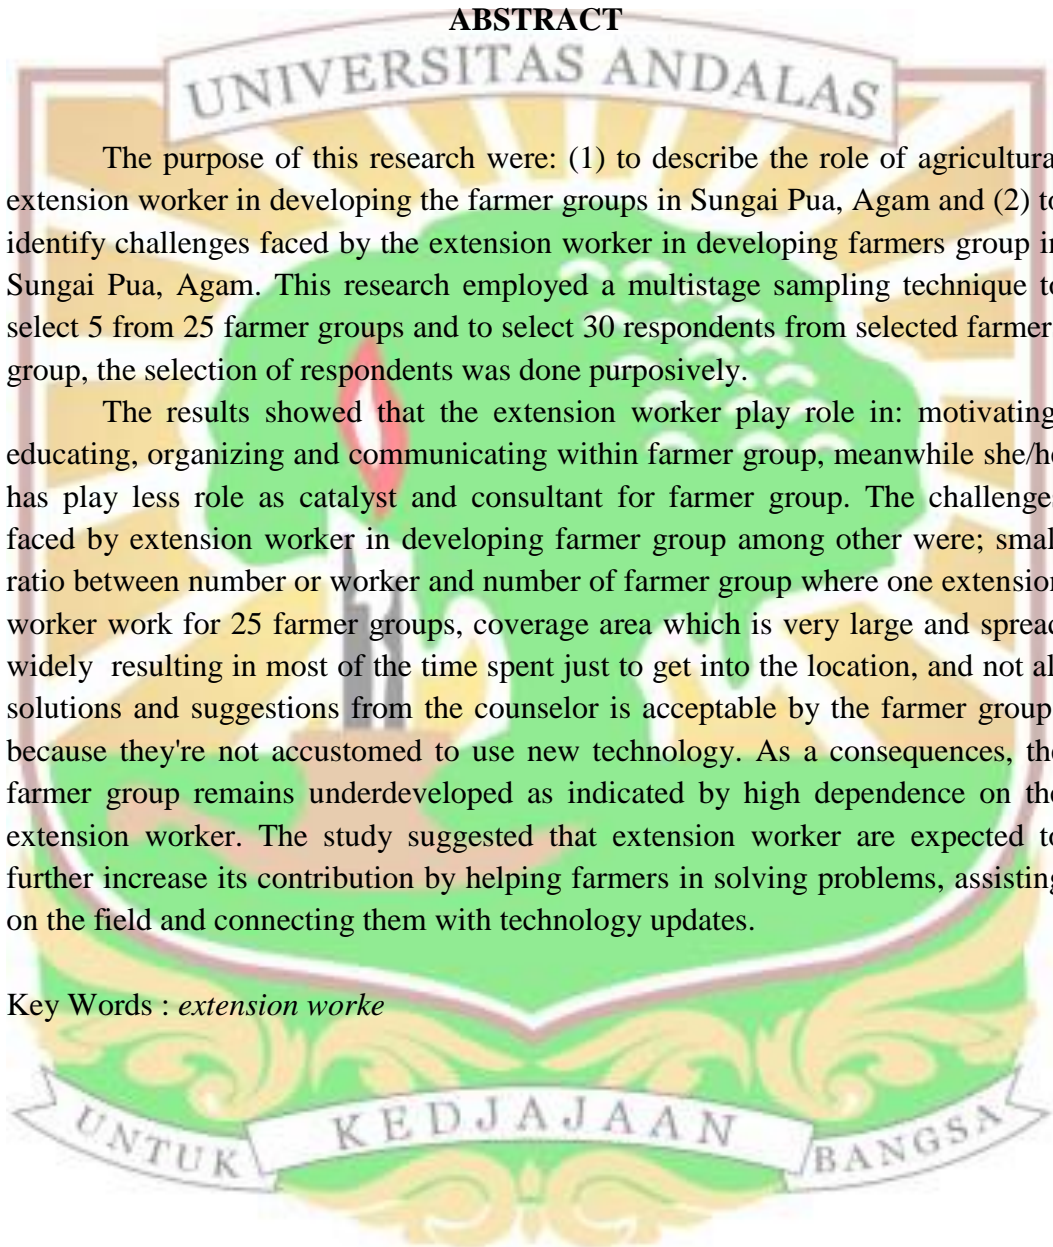 ABSTRACT
UNIVERSITAS ANDALAS
The purpose of this research were: (1) to describe the role of agricultura
extension worker in developing the farmer groups in Sungai Pua, Agam and (2) to
identify challenges faced by the extension worker in developing farmers group in
Sungai Pua, Agam. This research employed a multistage sampling technique to
select 5 from 25 farmer groups and to select 30 respondents from selected farmer
group, the selection of respondents was done purposively.
The results showed that the extension worker play role in: motivating
educating, organizing and communicating within farmer group, meanwhile she/he
has play less role as catalyst and consultant for farmer group. The challenge
faced by extension worker in developing farmer group among other were; smal
ratio between number or worker and number of farmer group where one extension
worker work for 25 farmer groups, coverage area which is very large and spread
widely resulting in most of the time spent just to get into the location, and not al
solutions and suggestions from the counselor is acceptable by the farmer group
because they're not accustomed to use new technology. As a consequences, the
farmer group remains underdeveloped as indicated by high dependence on the
extension worker. The study suggested that extension worker are expected to
further increase its contribution by helping farmers in solving problems, assisting
on the field and connecting them with technology updates.
Key Words : extension worke
UNTUK KEDJAJAAN BANGSA